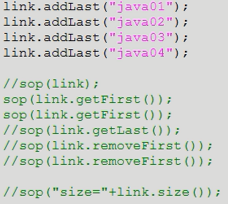 link.addLast("java01");
link.addLast("java02");
link.addLast("java03");
link.addLast("java04");
//sop(link);
sop(link.getFirst());
sop(link.getFirst());
//sop(link.getLast());
//sop(link.removeFirst());
//sop(link.removeFirst());
//sop("size="+link.size());